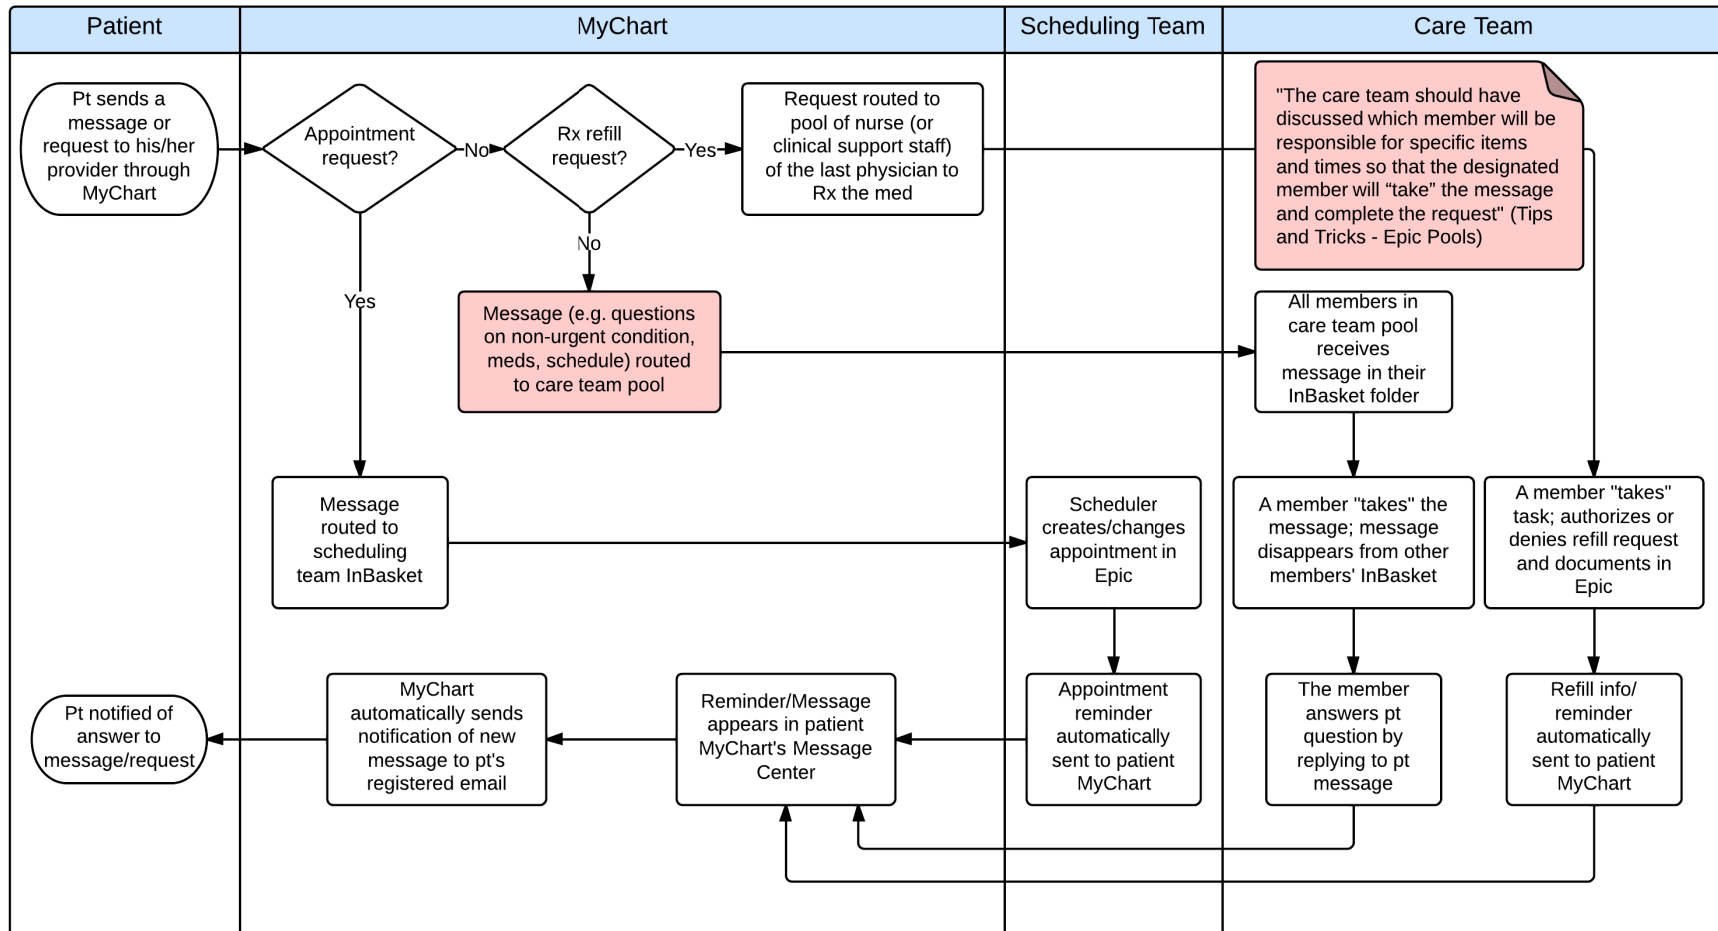 Patient
MyChart
Scheduling Team
Care Team
Pt sends a
message or
request to his/her
provider through
MyChart
Appointment
request?
No
Rx refill
request?
Yes
Request routed to
pool of nurse (or
clinical support staff)
of the last physician to
Rx the med
"The care team should have
discussed which member will be
responsible for specific items
and times so that the designated
member will “take” the message
and complete the request" (Tips
and Tricks - Epic Pools)
No
Yes
Message (e.g. questions
on non-urgent condition,
meds, schedule) routed
to care team pool
All members in
care team pool
receives
message in their
InBasket folder
Message
routed to
scheduling
team InBasket
Scheduler
creates/changes
appointment in
Epic
A member "takes" the
message; message
disappears from other
members' InBasket
A member "takes"
task; authorizes or
denies refill request
and documents in
Epic
Pt notified of
answer to
message/request
MyChart
automatically sends
notification of new
message to pt's
registered email
Reminder/Message
appears in patient
MyChart's Message
Center
Appointment
reminder
automatically
sent to patient
MyChart
The member
answers pt
question by
replying to pt
message
Refill info/
reminder
automatically
sent to patient
MyChart